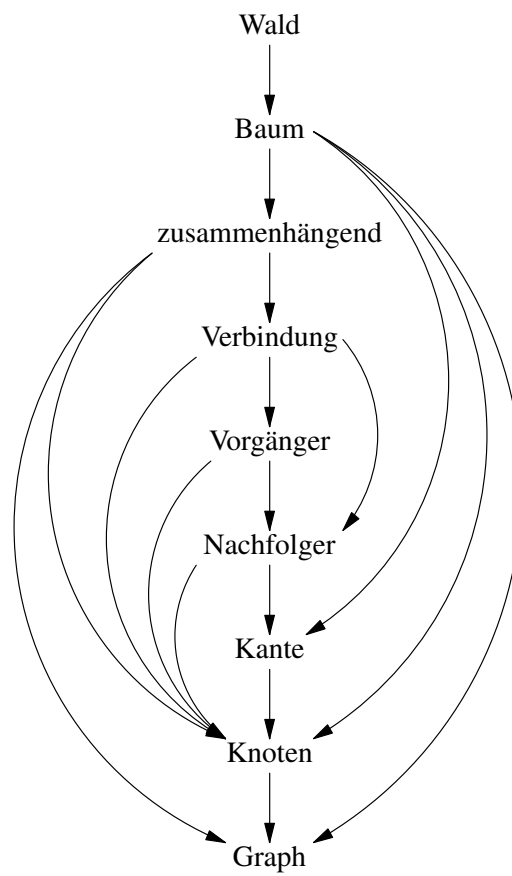 Wald
Baum
zusammenhängend
Verbindung
Vorgänger
Nachfolger
Kante
Knoten
Graph